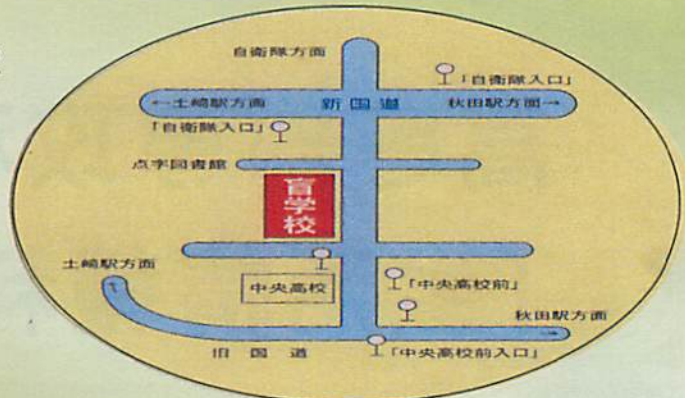 自衛隊方面
「自衛隊入口」
←土崎駅方面
新国道
秋田駅方面→
「自衛隊入口」
点字図書館
盲学校
土崎駅方面
↑
中央高校
「中央高校前」
秋田駅方面
→
旧国道
「中央高校前入口」